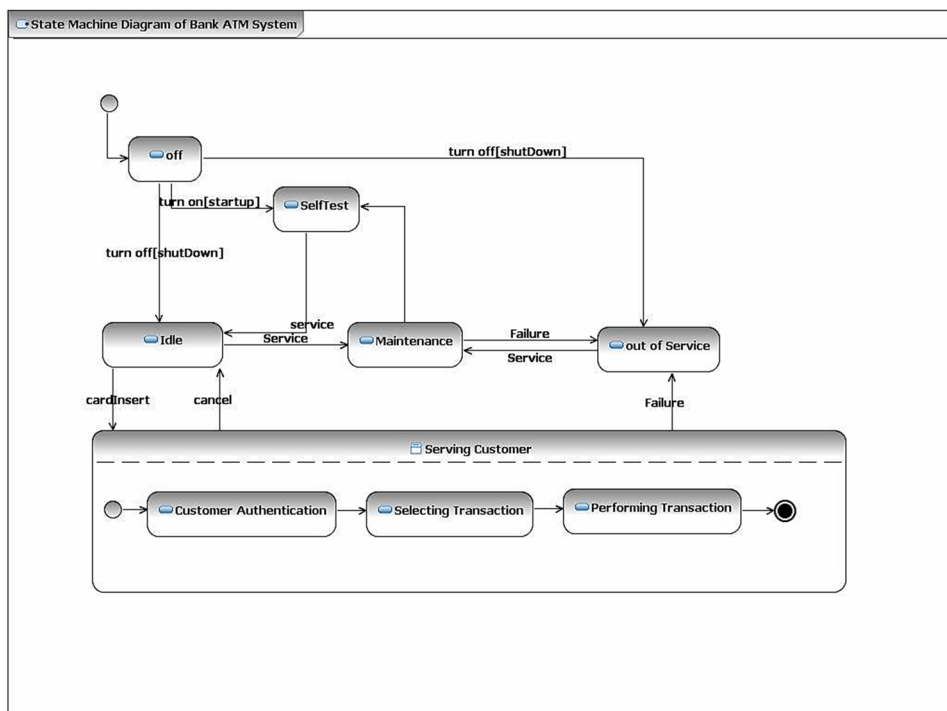 State Machine Diagram of Bank ATM System
off
turn off[shutDown]
turn on[startup]
SelfTest
turn off[shutDown]
service
Idle
Service
Maintenance
Failure
Service
out of Service
cardInsert
cancel
Failure
Serving Customer
Customer Authentication
Selecting Transaction
Performing Transaction